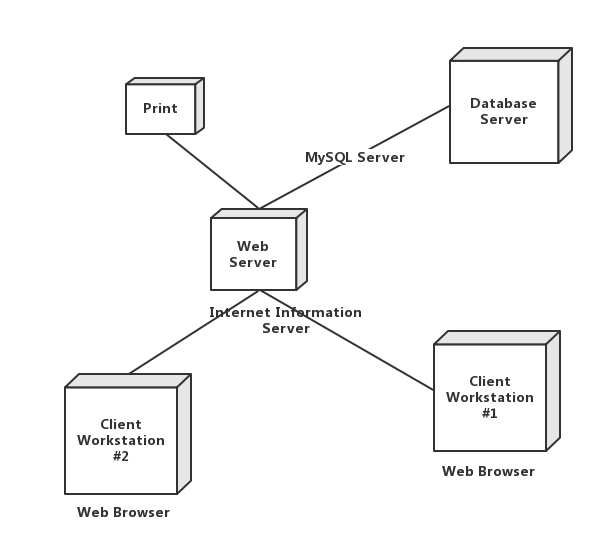 Print
Database
Server
MySQL Server
Web
Server
Internet Information
Server
Client
Workstation
#1
Client
Workstation
#2
Web Browser
Web Browser